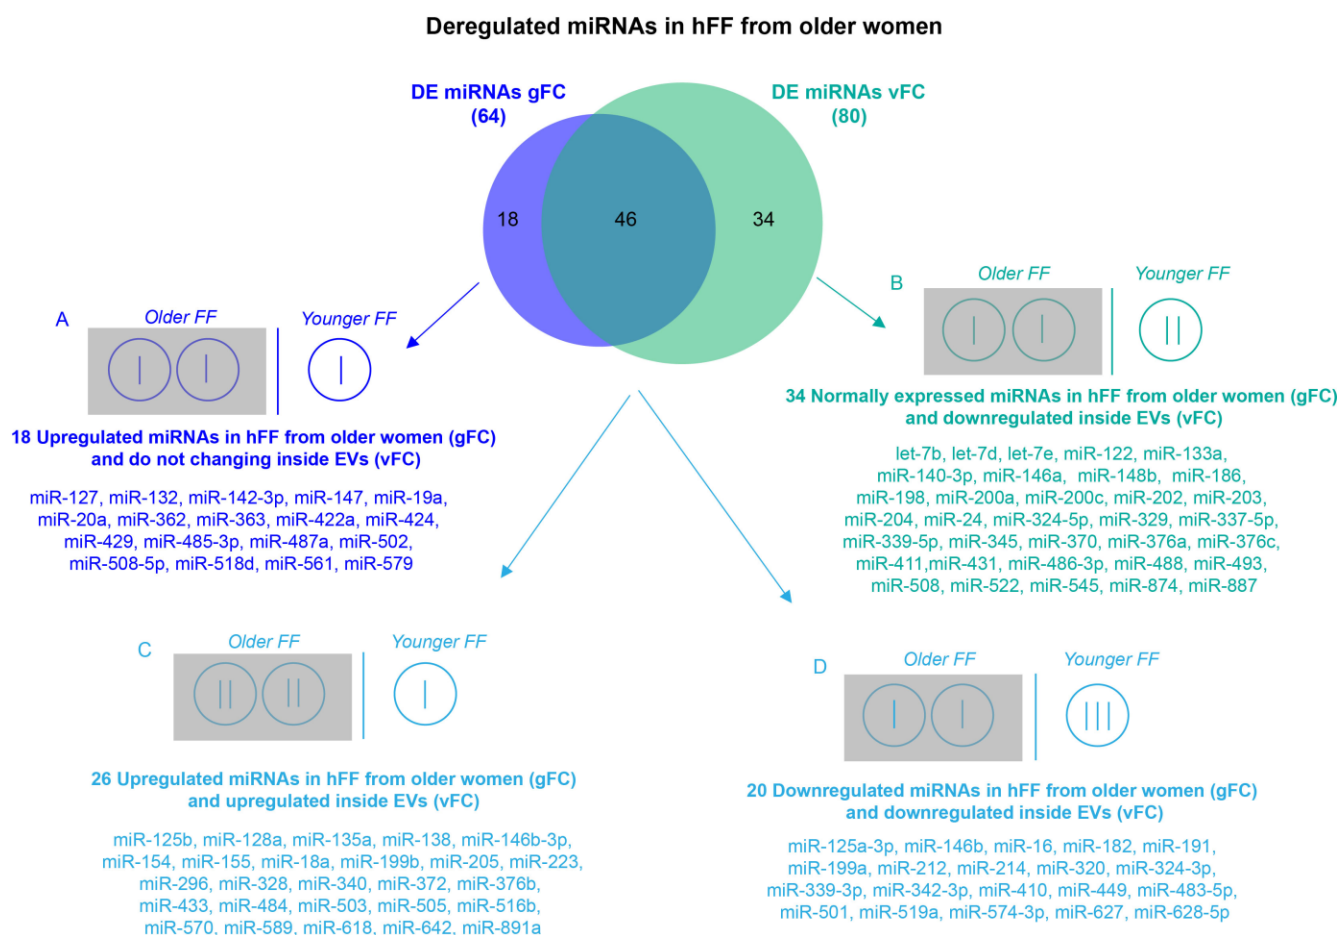 Deregulated miRNAs in hFF from older women
DE miRNAs gFC
(64)
DE miRNAs vFC
(80)
18
46
34
A
Older FF
Younger FF
18 Upregulated miRNAs in hFF from older women (gFC)
and do not changing inside EVs (vFC)
miR-127, miR-132, miR-142-3p, miR-147, miR-19a,
miR-20a, miR-362, miR-363, miR-422a, miR-424,
miR-429, miR-485-3p, miR-487a, miR-502,
miR-508-5p, miR-518d, miR-561, miR-579
B
Older FF
Younger FF
34 Normally expressed miRNAs in hFF from older women (gFC)
and downregulated inside EVs (vFC)
let-7b, let-7d, let-7e, miR-122, miR-133a,
miR-140-3p, miR-146a, miR-148b, miR-186,
miR-198, miR-200a, miR-200c, miR-202, miR-203,
miR-204, miR-24, miR-324-5p, miR-329, miR-337-5p,
miR-339-5p, miR-345, miR-370, miR-376a, miR-376c,
miR-411,miR-431, miR-486-3p, miR-488, miR-493,
miR-508, miR-522, miR-545, miR-874, miR-887
C
Older FF
Younger FF
26 Upregulated miRNAs in hFF from older women (gFC)
and upregulated inside EVs (vFC)
miR-125b, miR-128a, miR-135a, miR-138, miR-146b-3p,
miR-154, miR-155, miR-18a, miR-199b, miR-205, miR-223,
miR-296, miR-328, miR-340, miR-372, miR-376b,
miR-433, miR-484, miR-503, miR-505, miR-516b,
miR-570, miR-589, miR-618, miR-642, miR-891a
D
Older FF
Younger FF
20 Downregulated miRNAs in hFF from older women (gFC)
and downregulated inside EVs (vFC)
miR-125a-3p, miR-146b, miR-16, miR-182, miR-191,
miR-199a, miR-212, miR-214, miR-320, miR-324-3p,
miR-339-3p, miR-342-3p, miR-410, miR-449, miR-483-5p,
miR-501, miR-519a, miR-574-3p, miR-627, miR-628-5p